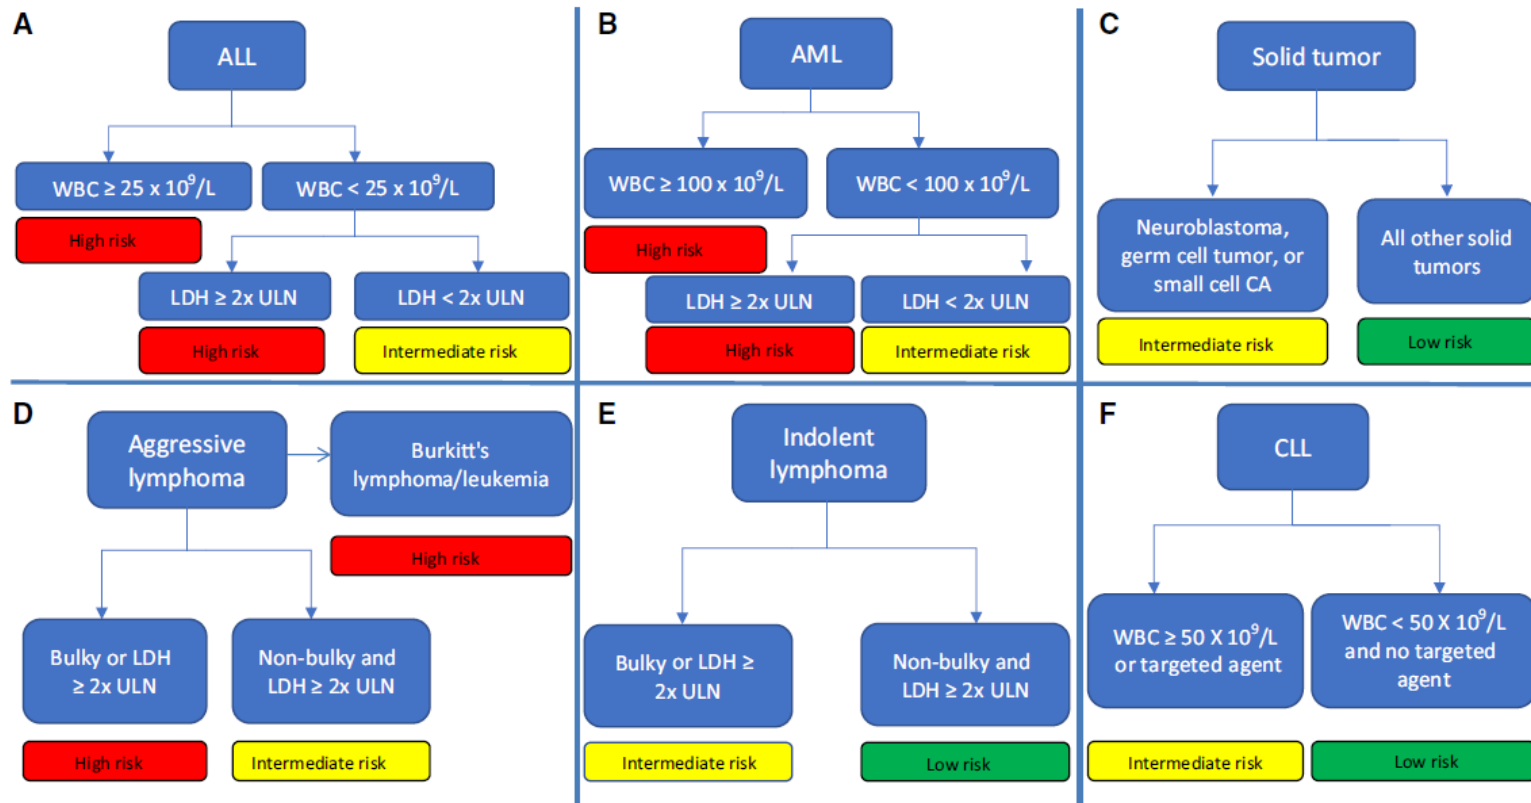 A
ALL
WBC ≥ 25 x 10⁹/L
WBC < 25 x 10⁹/L
High risk
LDH ≥ 2x ULN
LDH < 2x ULN
High risk
Intermediate risk
B
AML
WBC ≥ 100 x 10⁹/L
WBC < 100 x 10⁹/L
High risk
LDH ≥ 2x ULN
LDH < 2x ULN
High risk
Intermediate risk
C
Solid tumor
Neuroblastoma,
germ cell tumor, or
small cell CA
All other solid
tumors
Intermediate risk
Low risk
D
Aggressive
lymphoma
Burkitt's
lymphoma/leukemia
High risk
Bulky or LDH
≥ 2x ULN
Non-bulky and
LDH ≥ 2x ULN
High risk
Intermediate risk
E
Indolent
lymphoma
Bulky or LDH ≥
2x ULN
Non-bulky and
LDH ≥ 2x ULN
Intermediate risk
Low risk
F
CLL
WBC ≥ 50 X 10⁹/L
or targeted agent
WBC < 50 X 10⁹/L
and no targeted
agent
Intermediate risk
Low risk